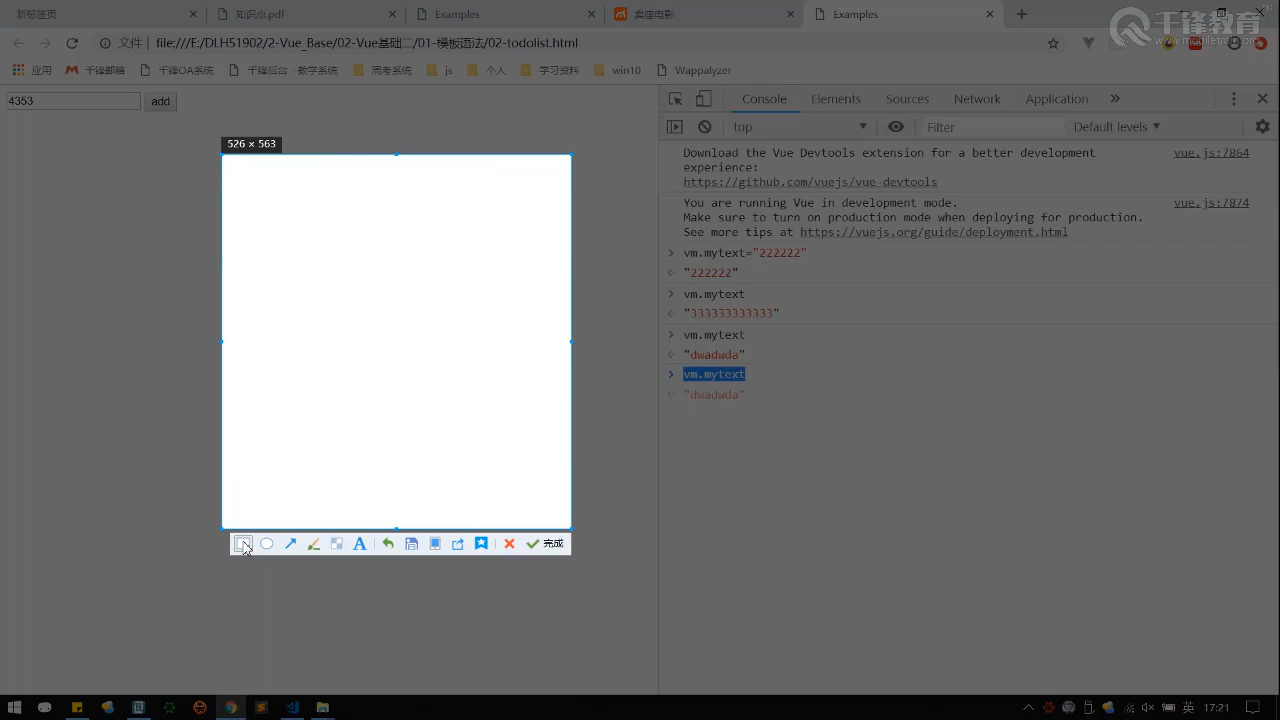 新标签页
知识点.pdf
Examples
卖座电影
Examples
千锋教育
www.mobiletrain.org
文件 file:///E:/DLH51902/2-Vue_Base/02-Vue基础二/01-模板语法/02-todolist.html
应用
千锋邮箱
千锋OA系统
千锋后台 · 教学系统
周考系统
js
个人
学习资料
win10
Wappalyzer
4353
add
526 × 563
完成
Console
Elements
Sources
Network
Application
top
Filter
Default levels
Download the Vue Devtools extension for a better development
vue.js:7864
experience:
https://github.com/vuejs/vue-devtools
You are running Vue in development mode.
vue.js:7874
Make sure to turn on production mode when deploying for production.
See more tips at https://vuejs.org/guide/deployment.html
vm.mytext="222222"
"222222"
vm.mytext
"333333333333"
vm.mytext
"dwadwda"
vm.mytext
"dwadwda"
英
17:21